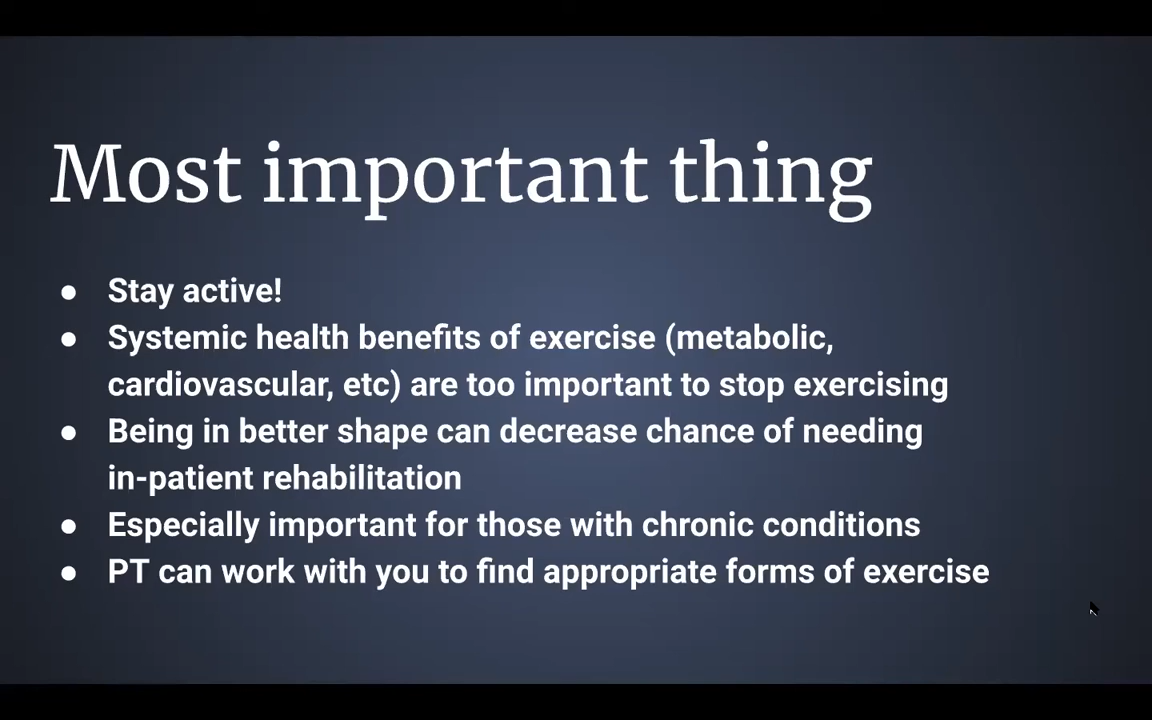 Most important thing
● Stay active!
● Systemic health benefits of exercise (metabolic,
cardiovascular, etc) are too important to stop exercising
● Being in better shape can decrease chance of needing
in-patient rehabilitation
● Especially important for those with chronic conditions
● PT can work with you to find appropriate forms of exercise